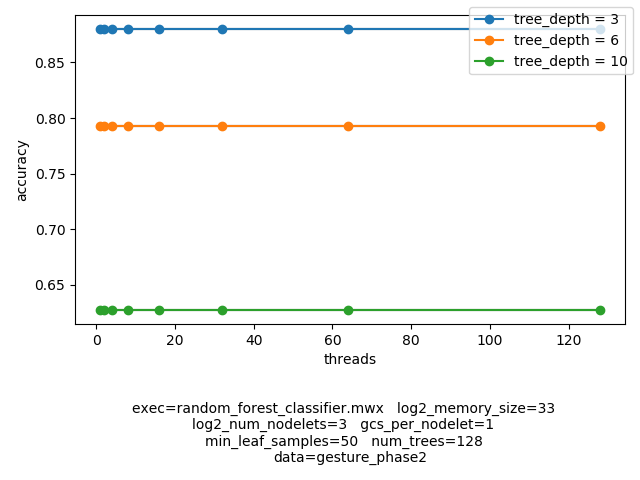 tree_depth = 3
tree_depth = 6
tree_depth = 10
accuracy
0.85
0.80
0.75
0.70
0.65
0 20 40 60 80 100 120
threads
exec=random_forest_classifier.mwx log2_memory_size=33
log2_num_nodelets=3 gcs_per_nodelet=1
min_leaf_samples=50 num_trees=128
data=gesture_phase2